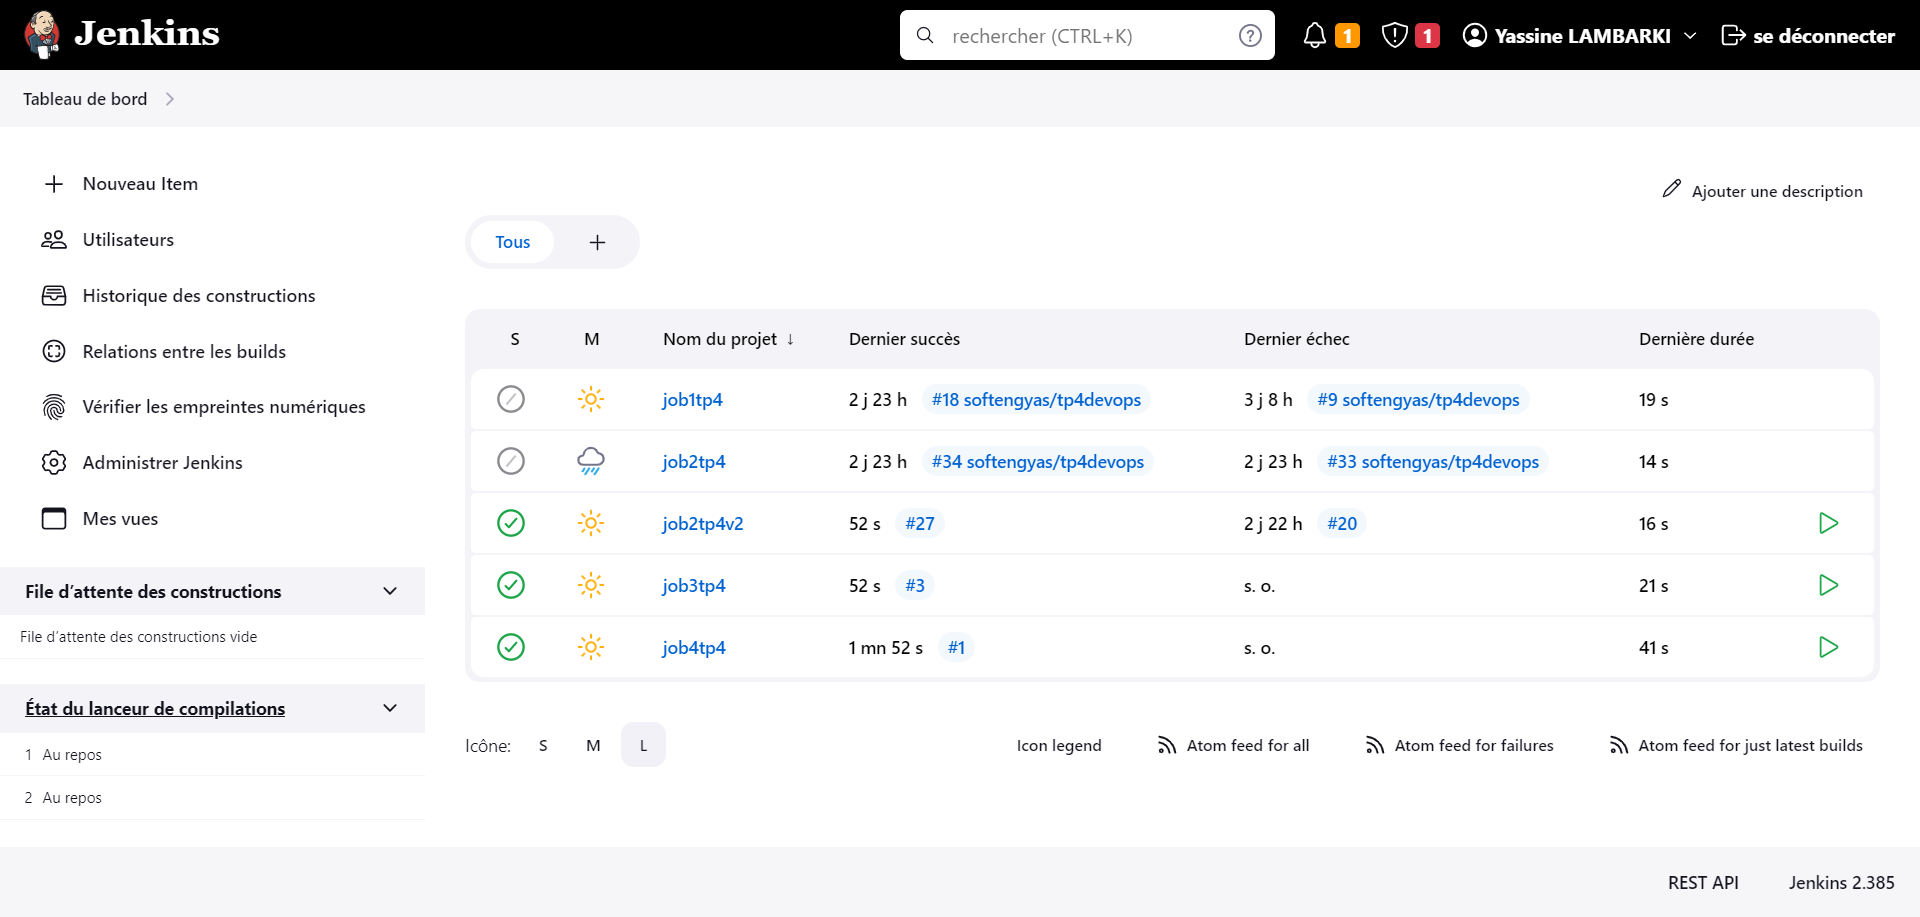 Jenkins
rechercher (CTRL+K)
1
1
Yassine LAMBARKI
se déconnecter
Tableau de bord
Nouveau Item
Utilisateurs
Historique des constructions
Relations entre les builds
Vérifier les empreintes numériques
Administrer Jenkins
Mes vues
File d’attente des constructions
File d’attente des constructions vide
État du lanceur de compilations
1 Au repos
2 Au repos
Ajouter une description
Tous
S M Nom du projet ↓ Dernier succès Dernier échec Dernière durée
job1tp4 2 j 23 h #18 softengyas/tp4devops 3 j 8 h #9 softengyas/tp4devops 19 s
job2tp4 2 j 23 h #34 softengyas/tp4devops 2 j 23 h #33 softengyas/tp4devops 14 s
job2tp4v2 52 s #27 2 j 22 h #20 16 s
job3tp4 52 s #3 s. o. 21 s
job4tp4 1 mn 52 s #1 s. o. 41 s
Icône: S M L
Icon legend
Atom feed for all
Atom feed for failures
Atom feed for just latest builds
REST API
Jenkins 2.385